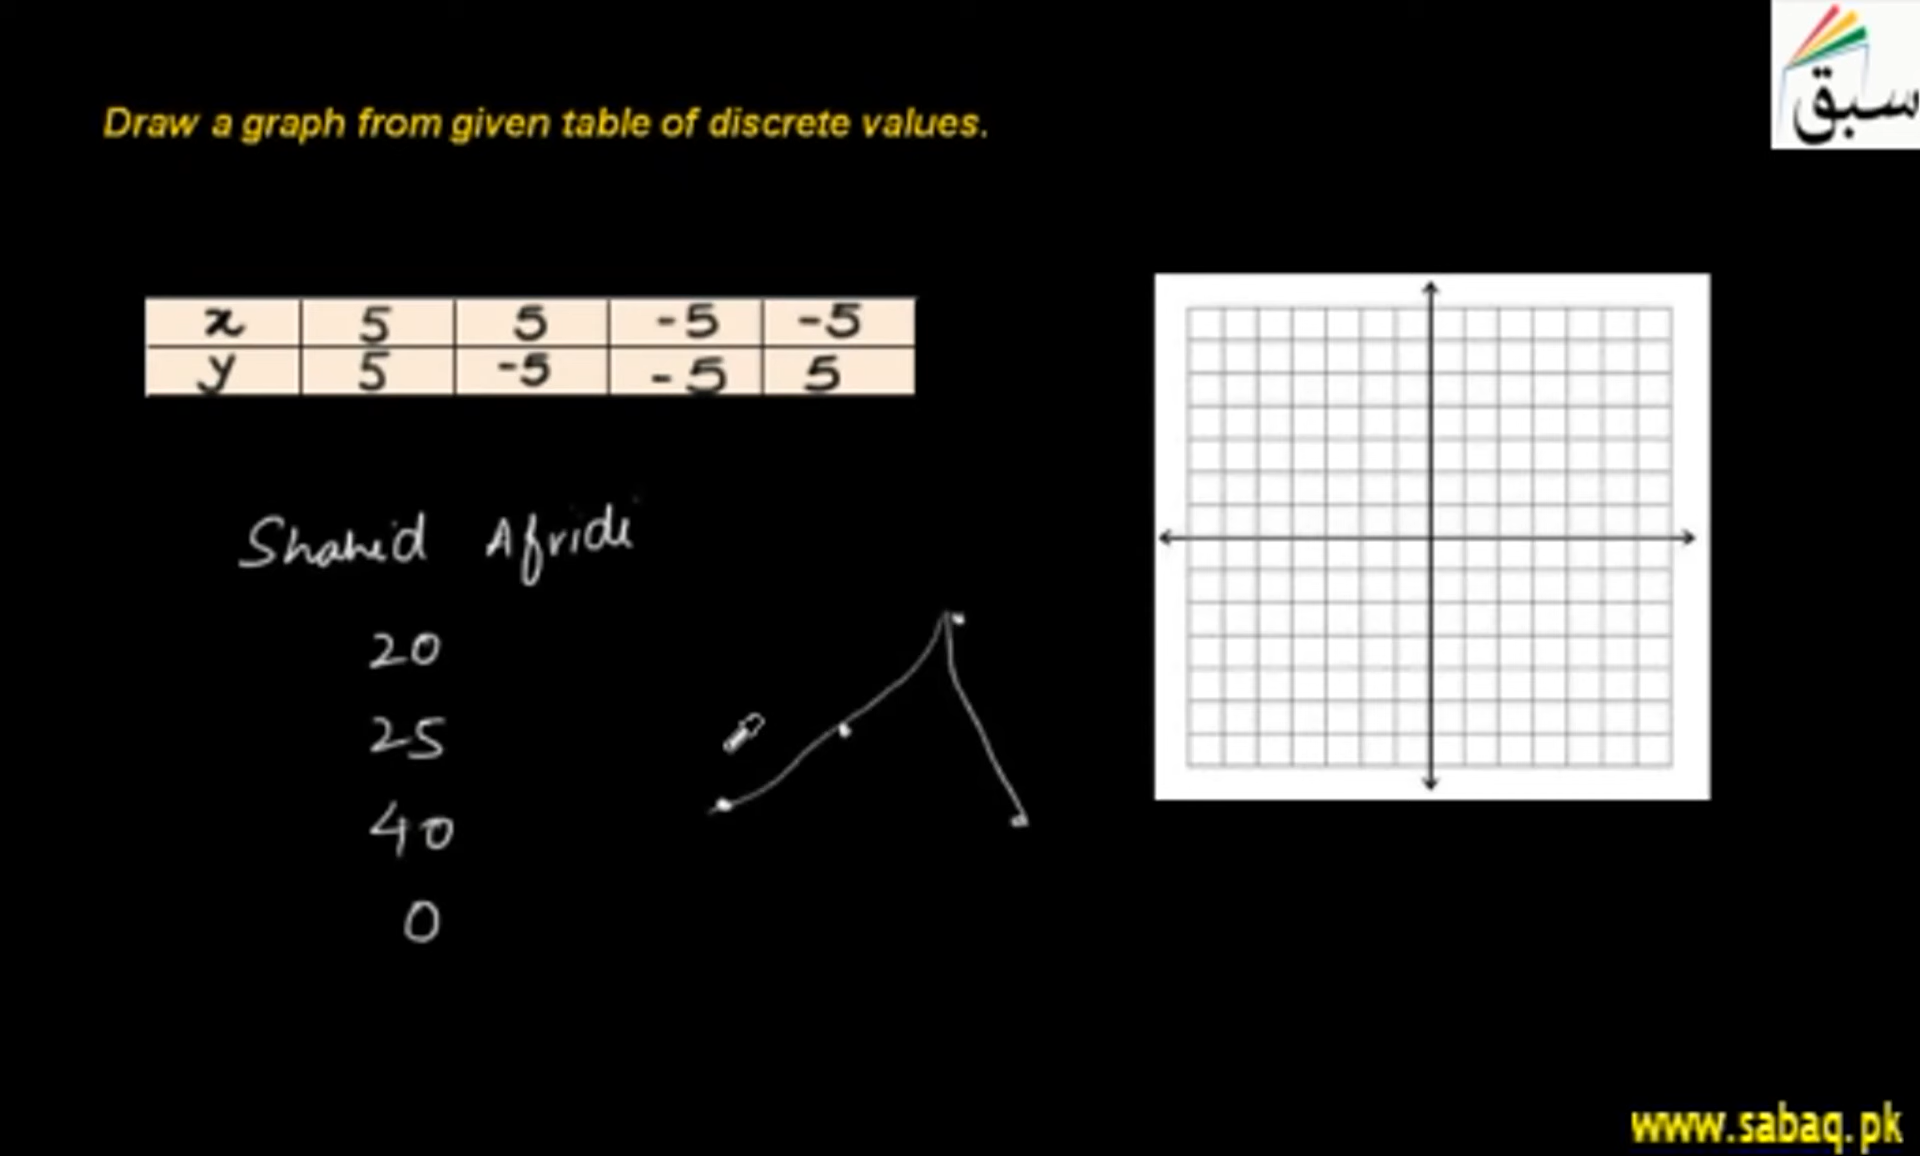 سبق
Draw a graph from given table of discrete values.
x 5 5 -5 -5
y 5 -5 -5 5
Shahid Afridi
20
25
40
0
www.sabaq.pk